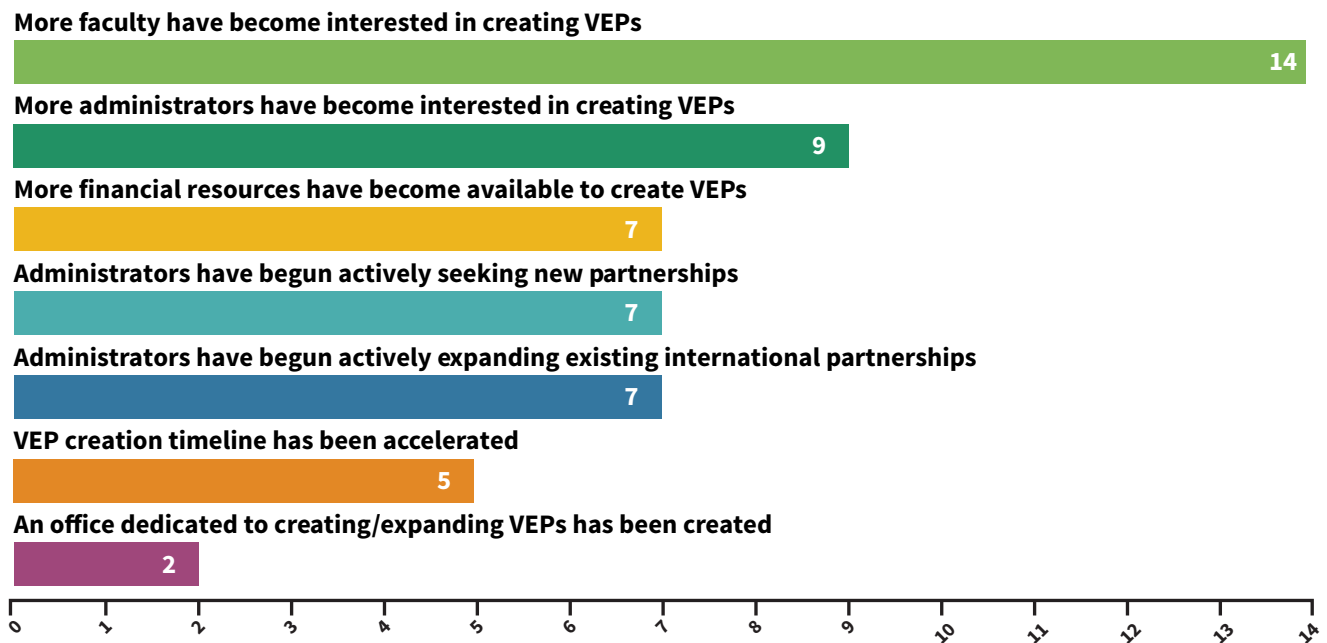 More faculty have become interested in creating VEPs
14
More administrators have become interested in creating VEPs
9
More financial resources have become available to create VEPs
7
Administrators have begun actively seeking new partnerships
7
Administrators have begun actively expanding existing international partnerships
7
VEP creation timeline has been accelerated
5
An office dedicated to creating/expanding VEPs has been created
2
0 1 2 3 4 5 6 7 8 9 10 11 12 13 14